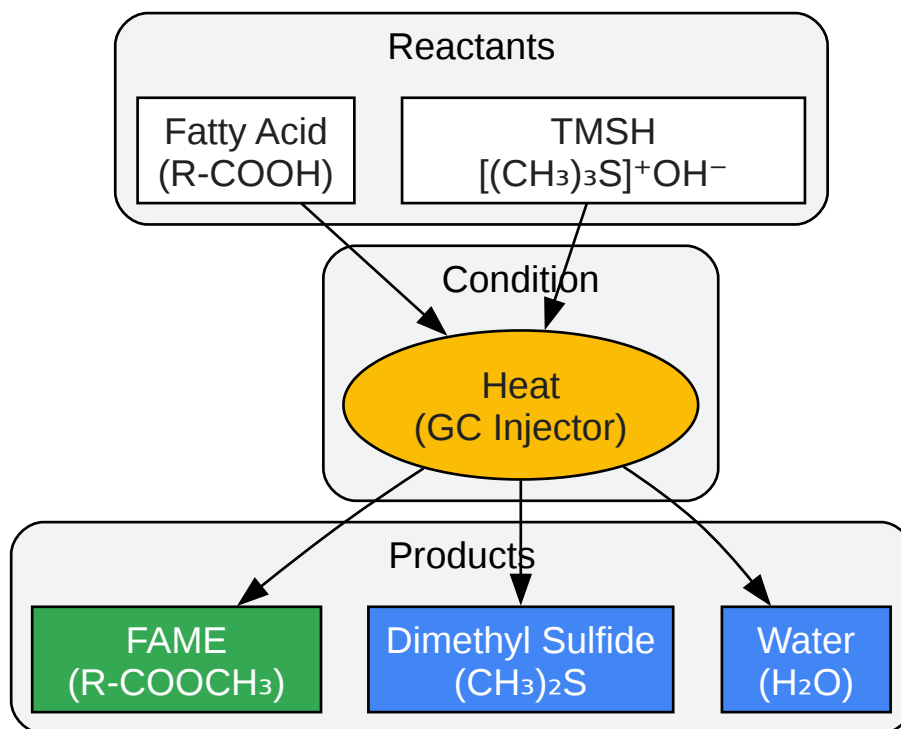 Reactants
Fatty Acid
(R-COOH)
TMSH
[(CH₃)₃S]⁺OH⁻
Condition
Heat
(GC Injector)
Products
FAME
(R-COOCH₃)
Dimethyl Sulfide
(CH₃)₂S
Water
(H₂O)